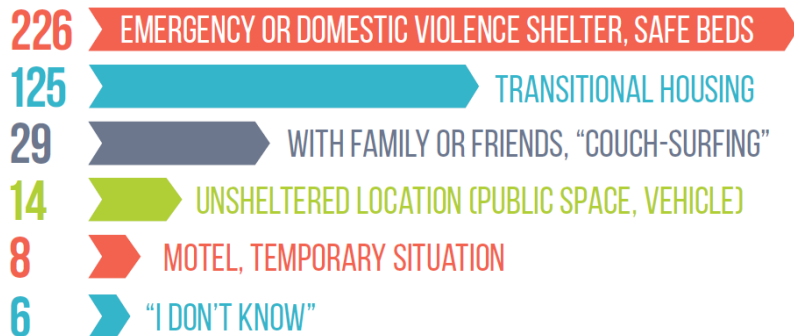 226 EMERGENCY OR DOMESTIC VIOLENCE SHELTER, SAFE BEDS
125 TRANSITIONAL HOUSING
29 WITH FAMILY OR FRIENDS, “COUCH-SURFING”
14 UNSHELTERED LOCATION (PUBLIC SPACE, VEHICLE)
8 MOTEL, TEMPORARY SITUATION
6 “I DON’T KNOW”